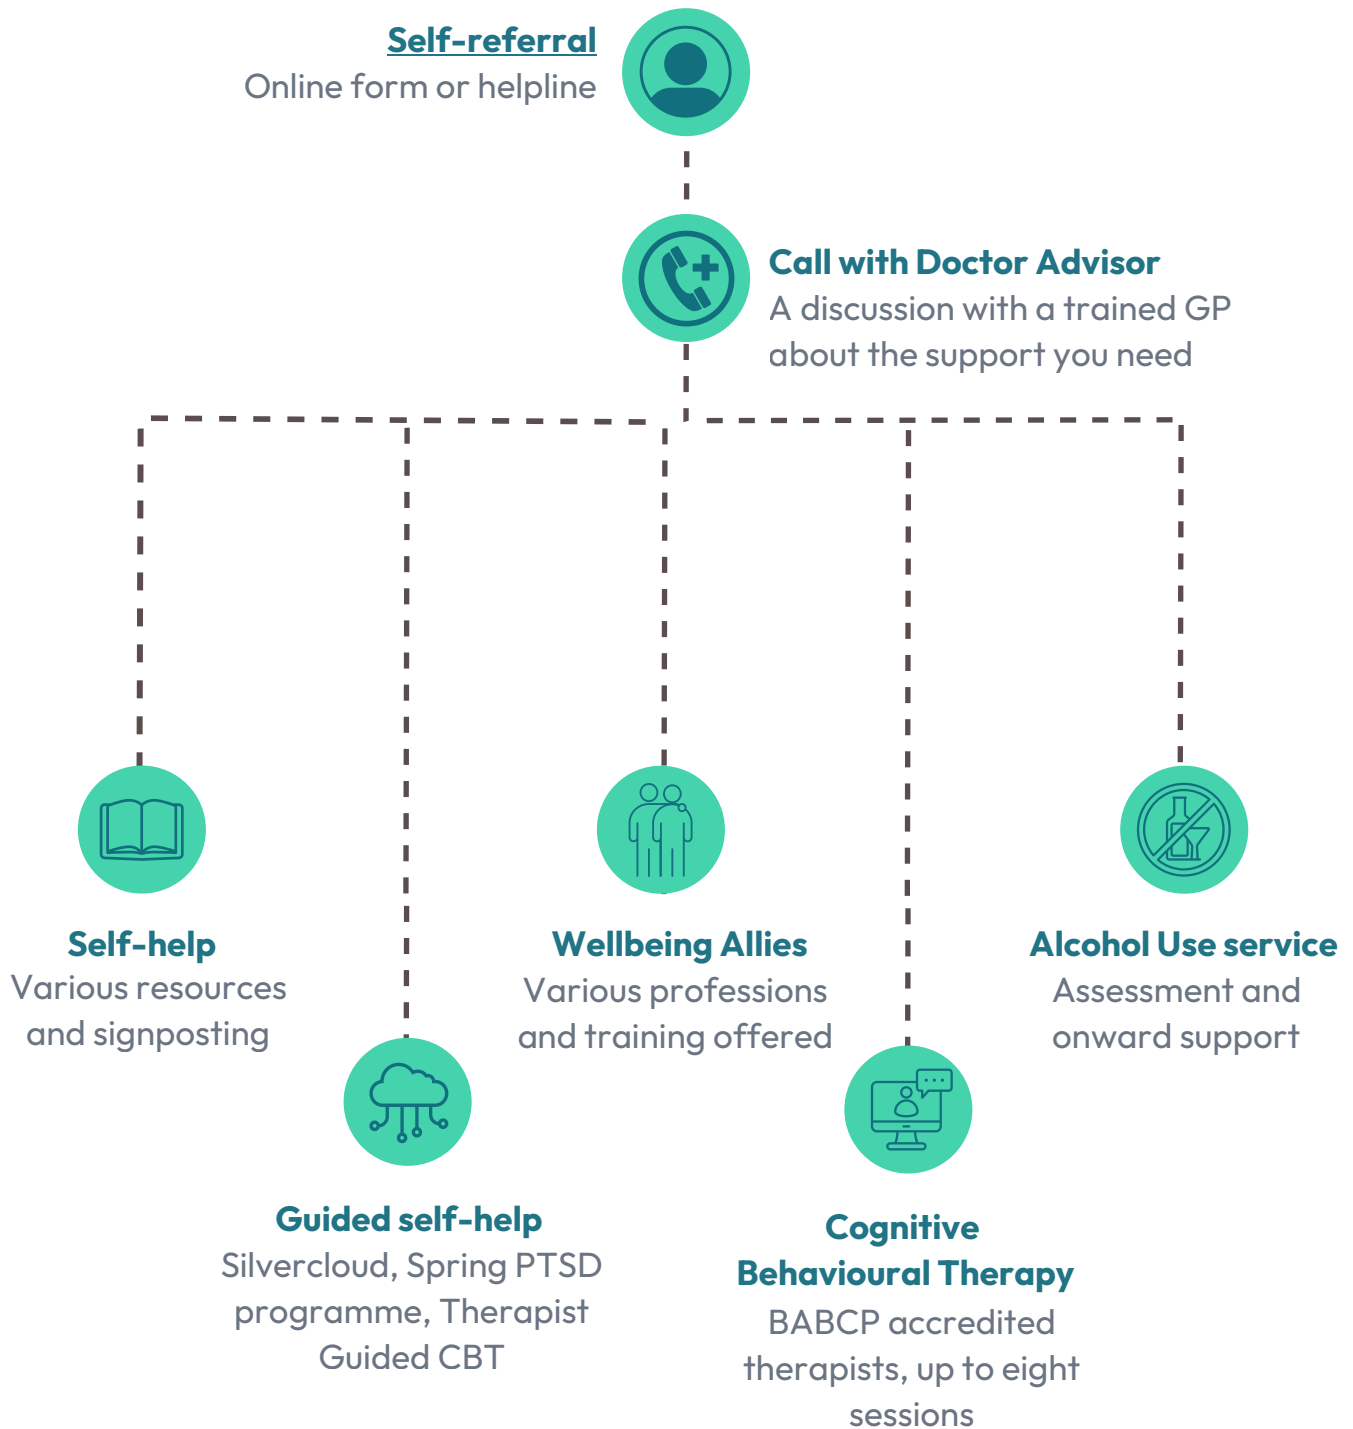 Self-referral
Online form or helpline
Call with Doctor Advisor
A discussion with a trained GP
about the support you need
Self-help
Various resources
and signposting
Wellbeing Allies
Various professions
and training offered
Alcohol Use service
Assessment and
onward support
Guided self-help
Silvercloud, Spring PTSD
programme, Therapist
Guided CBT
Cognitive
Behavioural Therapy
BABCP accredited
therapists, up to eight
sessions